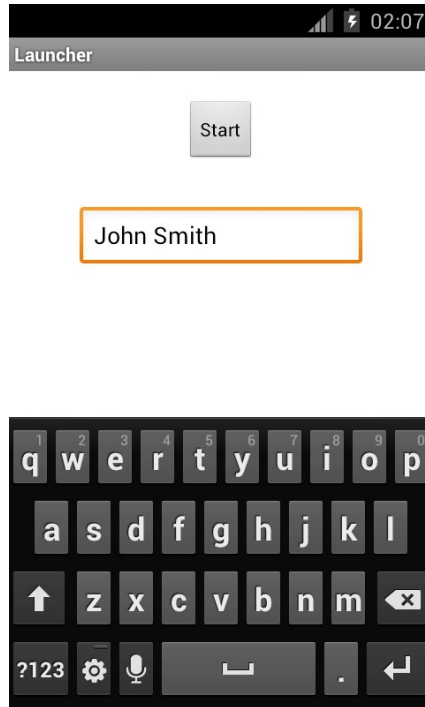 02:07
Launcher
Start
John Smith
1 2 3 4 5 6 7 8 9 0
q w e r t y u i o p
a s d f g h j k l
z x c v b n m
?123 .